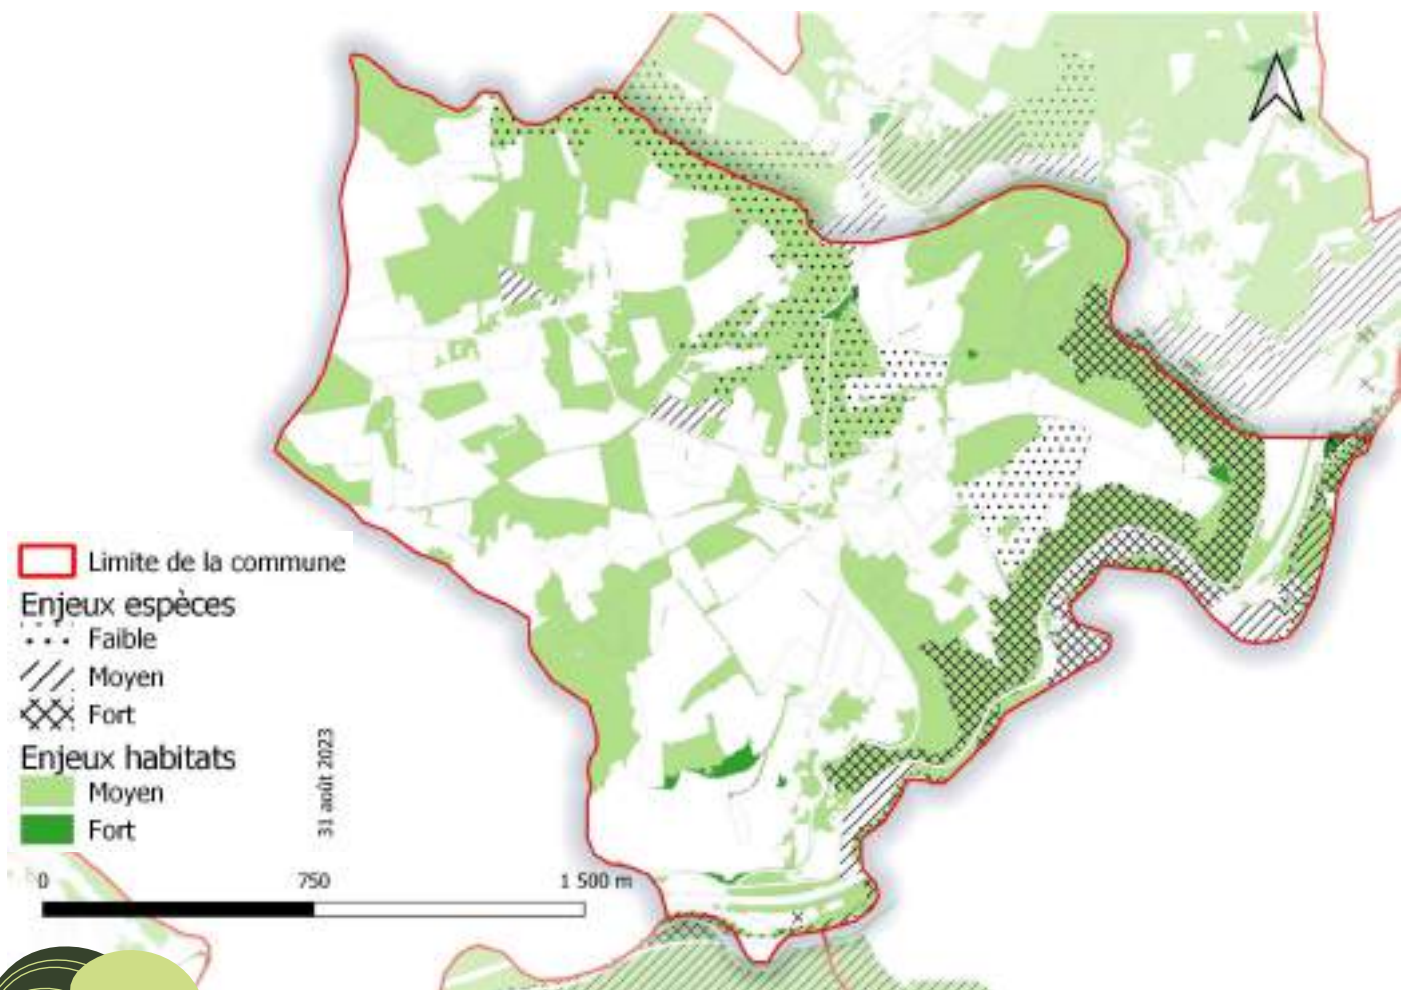 Limite de la commune
Enjeux espèces
Faible
Moyen
Fort
Enjeux habitats
Moyen
Fort
31 août 2023
0 750 1 500 m